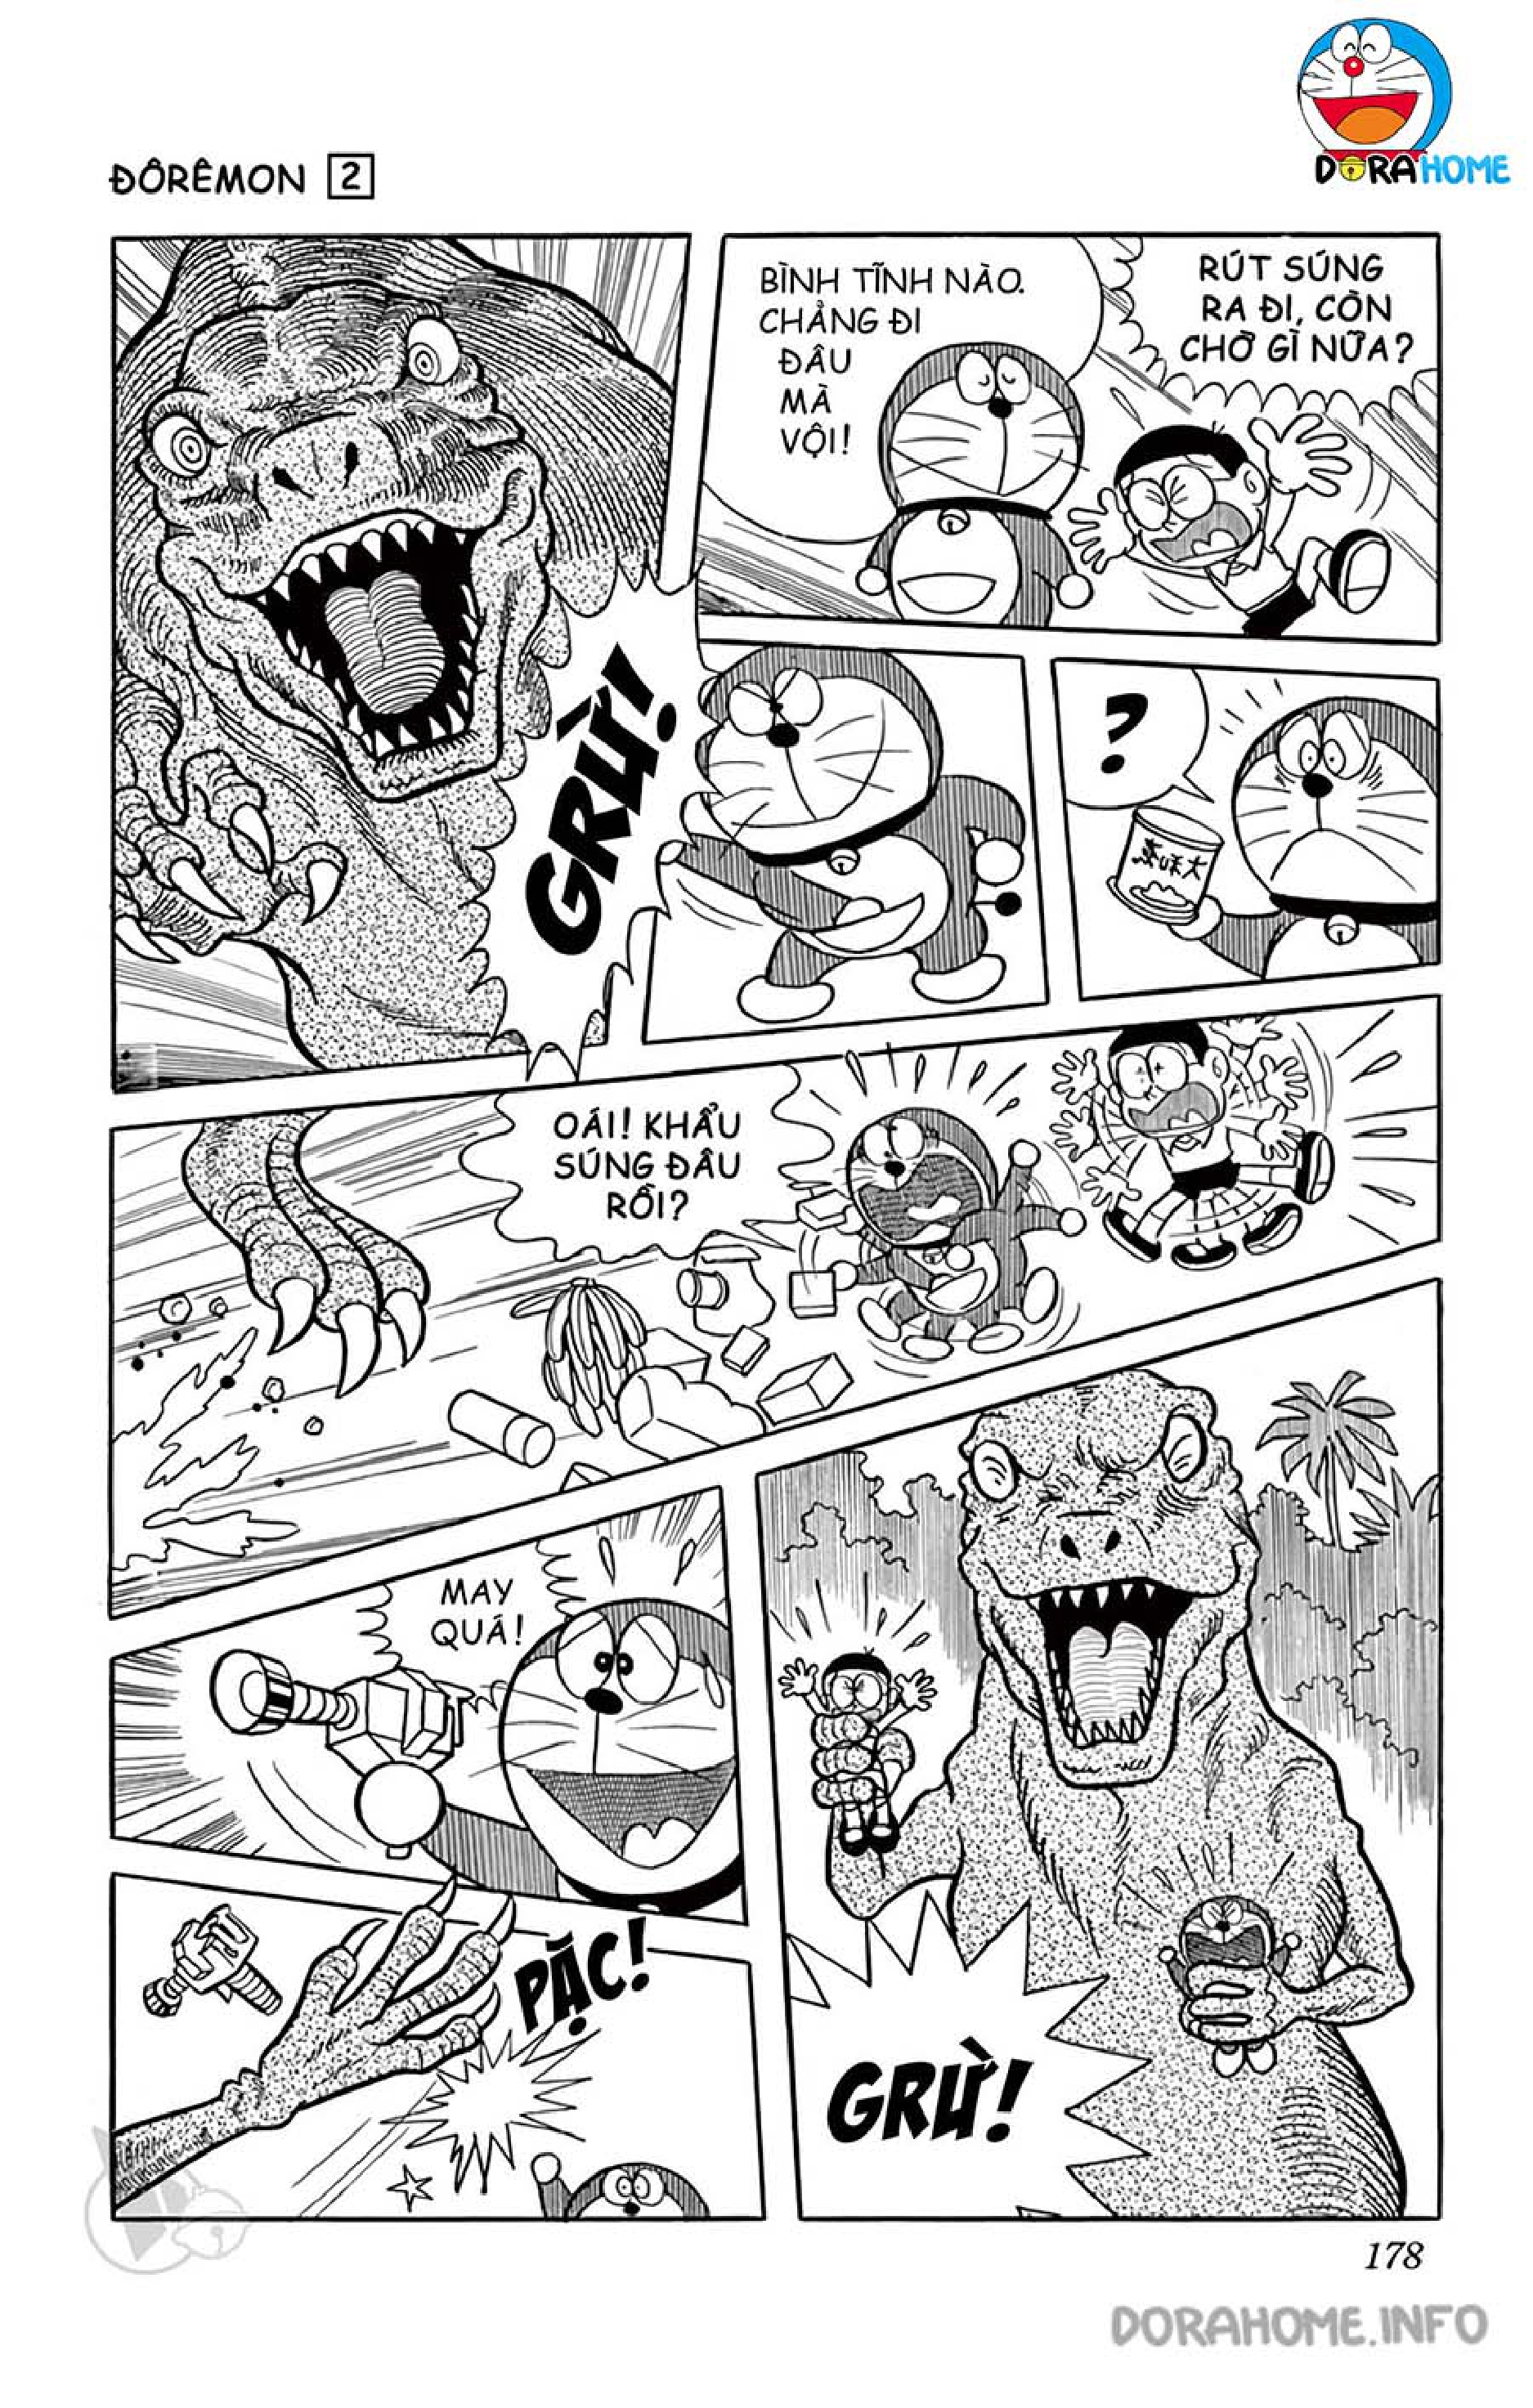 DORAHOME
ĐÔRÊMON 2
RÚT SÚNG
RA ĐI, CÒN
CHỜ GÌ NỮA?
BÌNH TĨNH NÀO.
CHẲNG ĐI
ĐÂU
MÀ
VỘI!
GRỪ!
?
OÁI! KHẨU
SÚNG ĐÂU
RỒI?
MAY
QUÁ!
PẶC!
GRỪ!
178
DORAHOME.INFO